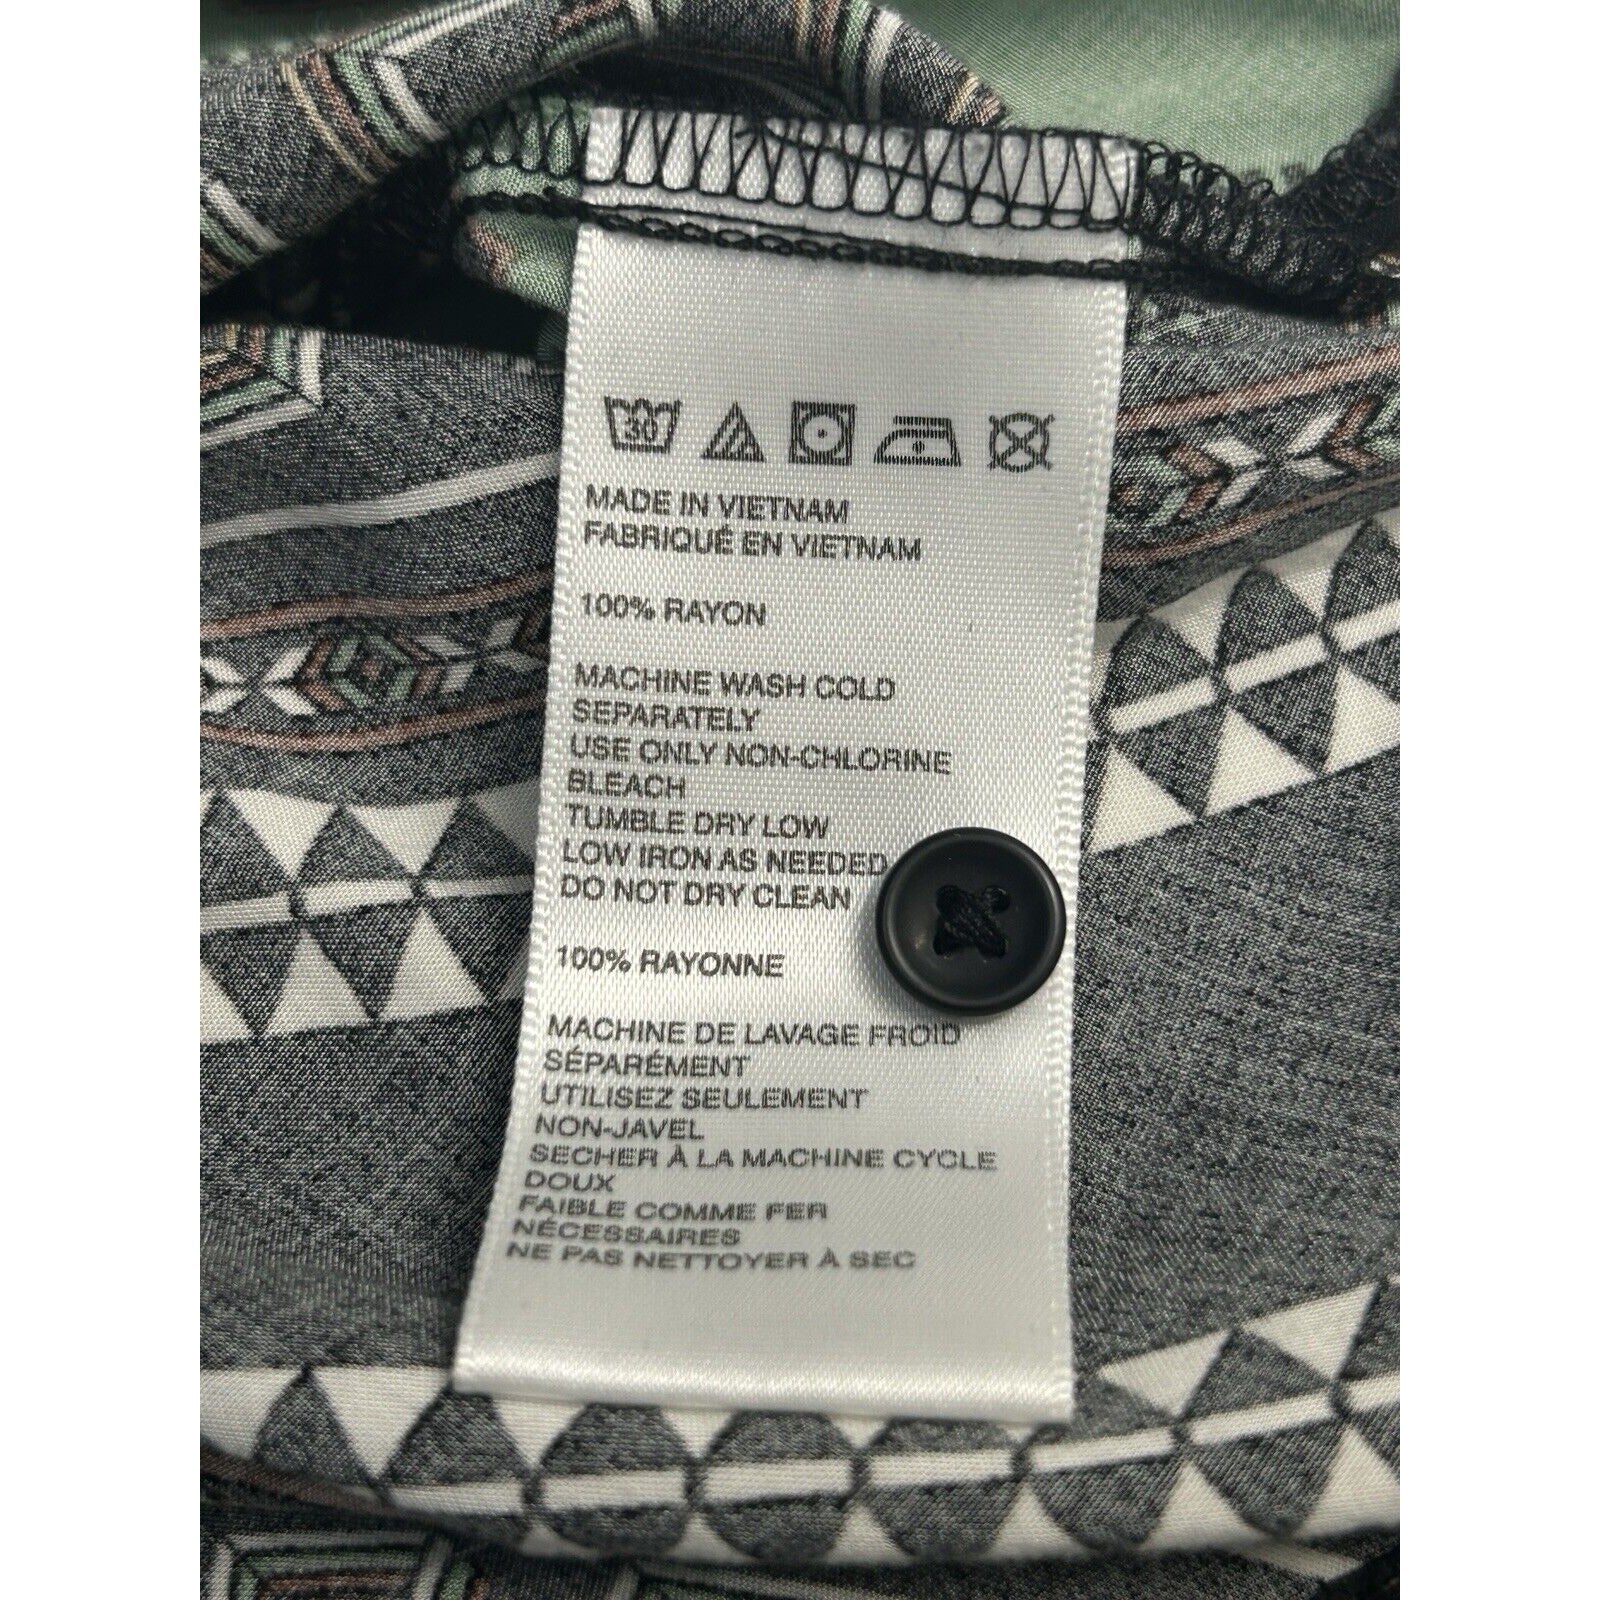 30
MADE IN VIETNAM
FABRIQUÉ EN VIETNAM
100% RAYON
MACHINE WASH COLD
SEPARATELY
USE ONLY NON-CHLORINE
BLEACH
TUMBLE DRY LOW
LOW IRON AS NEEDED
DO NOT DRY CLEAN
100% RAYONNE
MACHINE DE LAVAGE FROID
SÉPARÉMENT
UTILISEZ SEULEMENT
NON-JAVEL
SECHER À LA MACHINE CYCLE
DOUX
FAIBLE COMME FER
NÉCESSAIRES
NE PAS NETTOYER À SEC